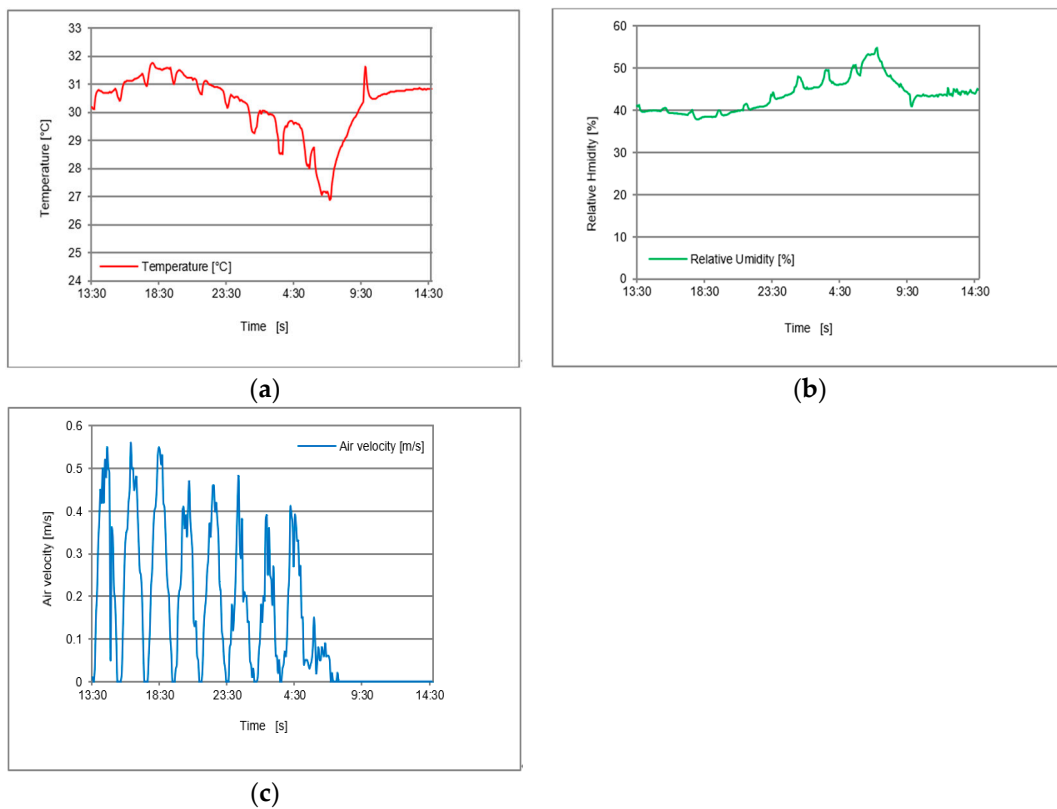 32
31
30
29
28
27
26
25
24
Temperature [°C]
Temperature [°C]
13:30 18:30 23:30 4:30 9:30 14:30
Time [s]
(a)
60
50
40
30
20
10
0
Relative Hmidity [%]
Relative Umidity [%]
13:30 18:30 23:30 4:30 9:30 14:30
Time [s]
(b)
0.6
0.5
0.4
0.3
0.2
0.1
0
Air velocity [m/s]
Air velocity [m/s]
13:30 18:30 23:30 4:30 9:30 14:30
Time [s]
(c)